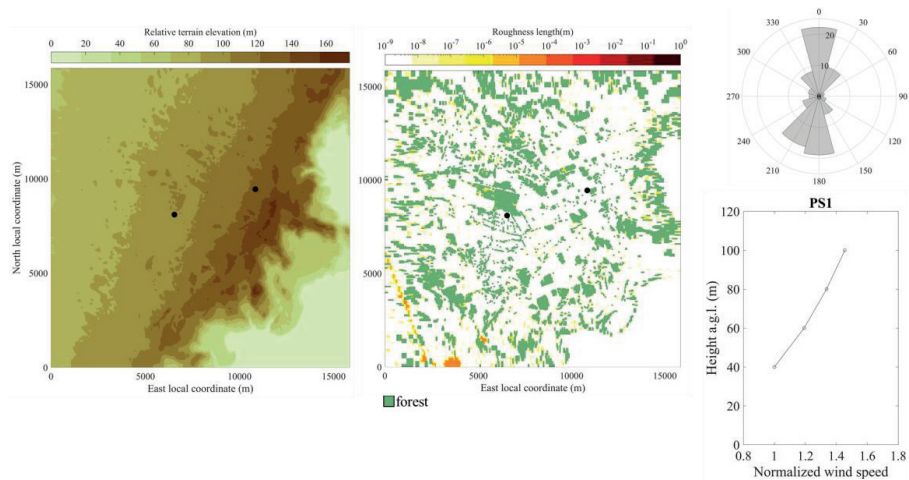 Relative terrain elevation (m)
0 20 40 60 80 100 120 140 160
15000
10000
5000
0
North local coordinate (m)
0 5000 10000 15000
East local coordinate (m)
Roughness length(m)
10-9 10-8 10-7 10-6 10-5 10-4 10-3 10-2 10-1 100
15000
10000
5000
0
0 5000 10000 15000
East local coordinate (m)
forest
0
330 30
20
300 60
10
270 90
240 120
210 150
180
PS1
120
100
80
60
40
20
0
Height a.g.l. (m)
0.8 1 1.2 1.4 1.6 1.8
Normalized wind speed